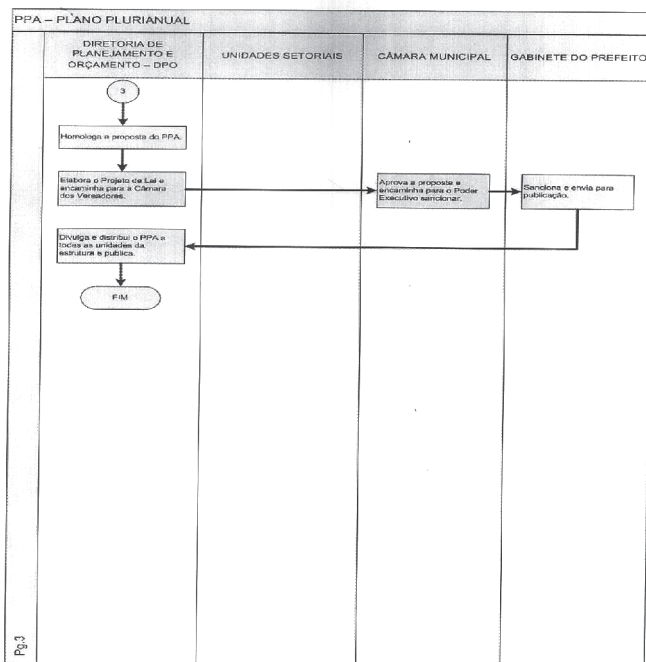 PPA – PLANO PLURIANUAL
DIRETORIA DE
PLANEJAMENTO E
ORÇAMENTO – DPO
UNIDADES SETORIAIS
CÂMARA MUNICIPAL
GABINETE DO PREFEITO
3
Homologa a proposta do PPA.
Elabora o Projeto de Lei e
encaminha para a Câmara
dos Vereadores.
Aprova a proposta e
encaminha para o Poder
Executivo sancionar.
Sanciona e envia para
publicação.
Divulga e distribui o PPA a
todas as unidades da
estrutura e publica.
FIM
Pg.3